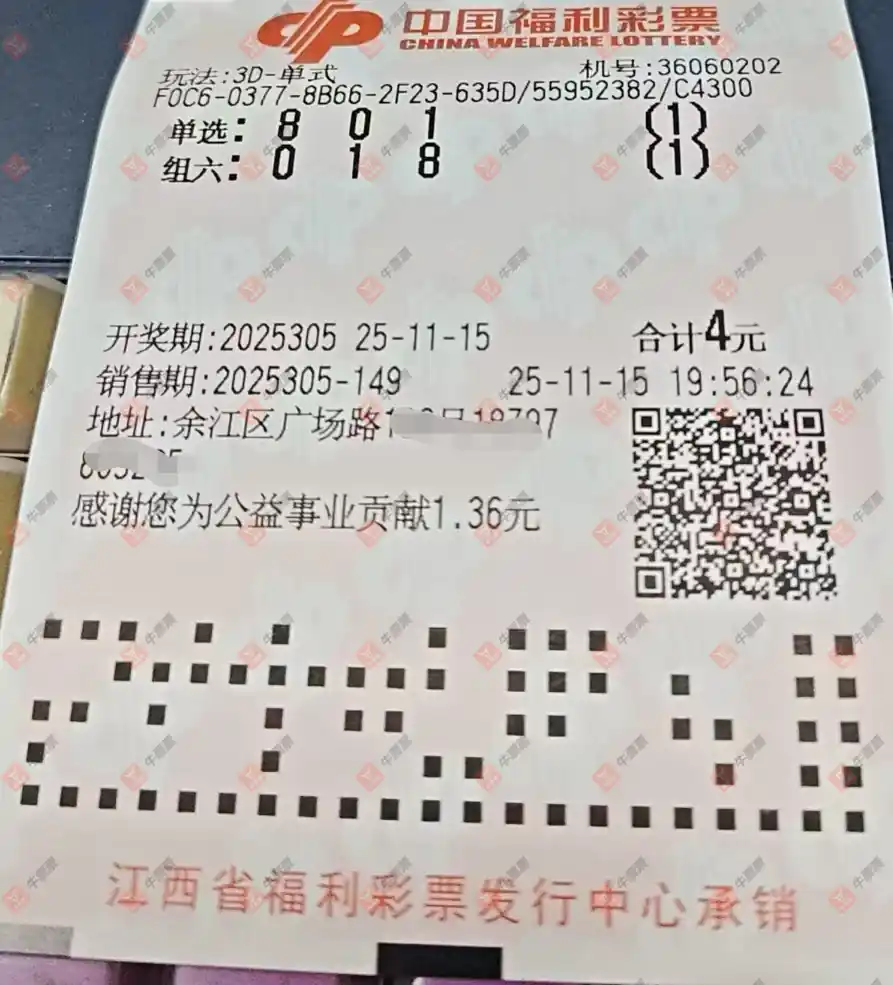 中国福利彩票
CHINA WELFARE LOTTERY
玩法:3D-单式 机号:36060202
F0C6-0377-8B66-2F23-635D/55952382/C4300
单选: 8 0 1 (1)
组六: 0 1 8 (1)
开奖期:2025305 25-11-15 合计4元
销售期:2025305-149 25-11-15 19:56:24
地址:余江区广场路
感谢您为公益事业贡献1.36元
江西省福利彩票发行中心承销